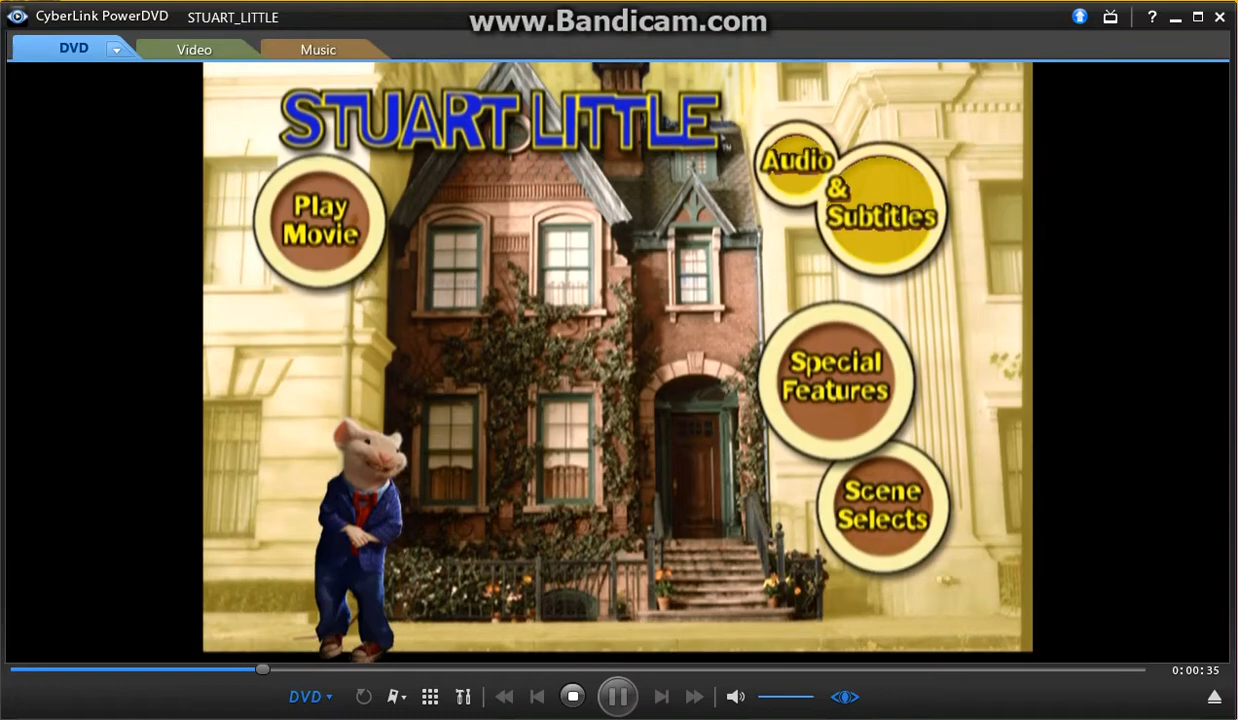 CyberLink PowerDVD STUART_LITTLE
www.Bandicam.com
?
DVD Video Music
STUART LITTLE™
Play
Movie
Audio
&
Subtitles
Special
Features
Scene
Selects
0:00:35
DVD